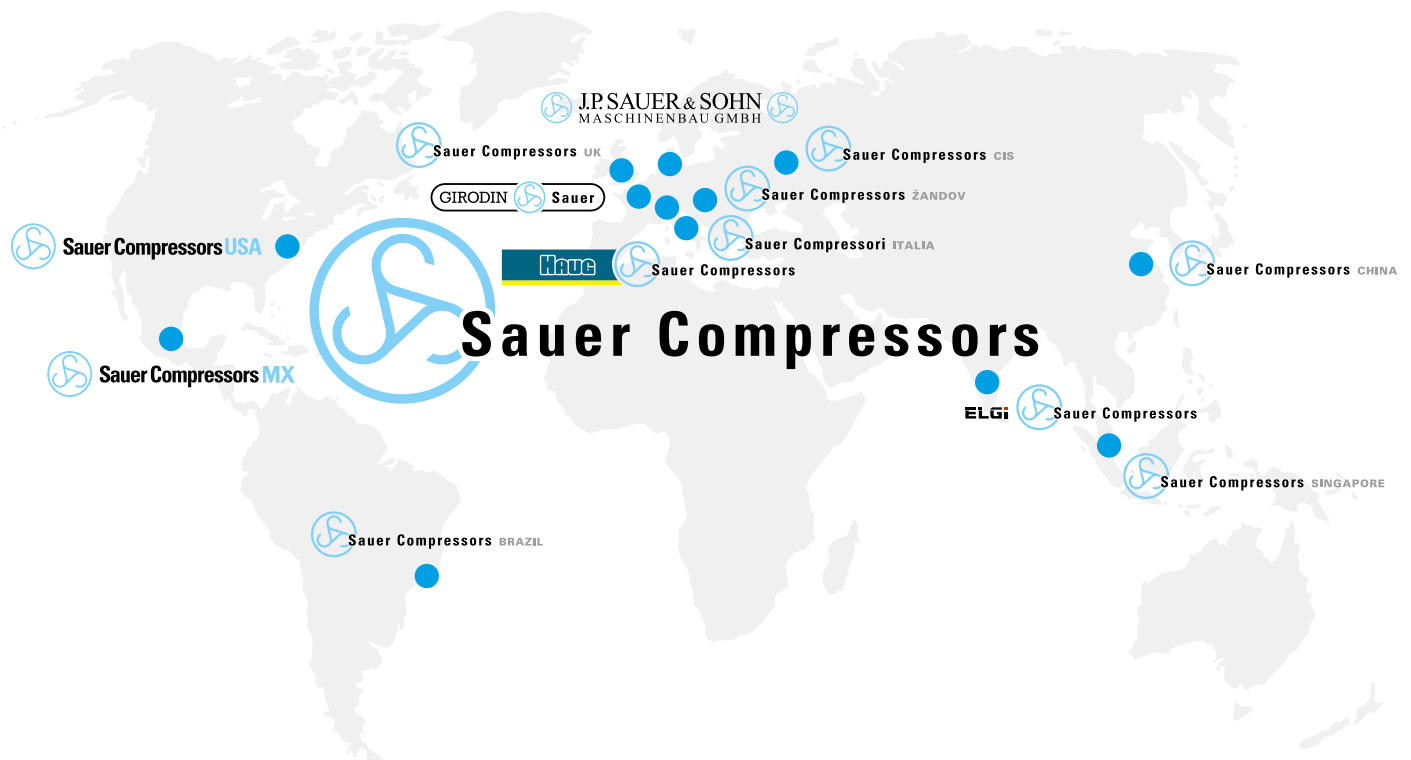 J.P. SAUER & SOHN
MASCHINENBAU GMBH
Sauer Compressors UK
Sauer Compressors CIS
GIRODIN Sauer
Sauer Compressors ŽANDOV
Sauer Compressors USA
Sauer Compressori ITALIA
HAUG Sauer Compressors
Sauer Compressors CHINA
Sauer Compressors
Sauer Compressors MX
ELGi Sauer Compressors
Sauer Compressors SINGAPORE
Sauer Compressors BRAZIL